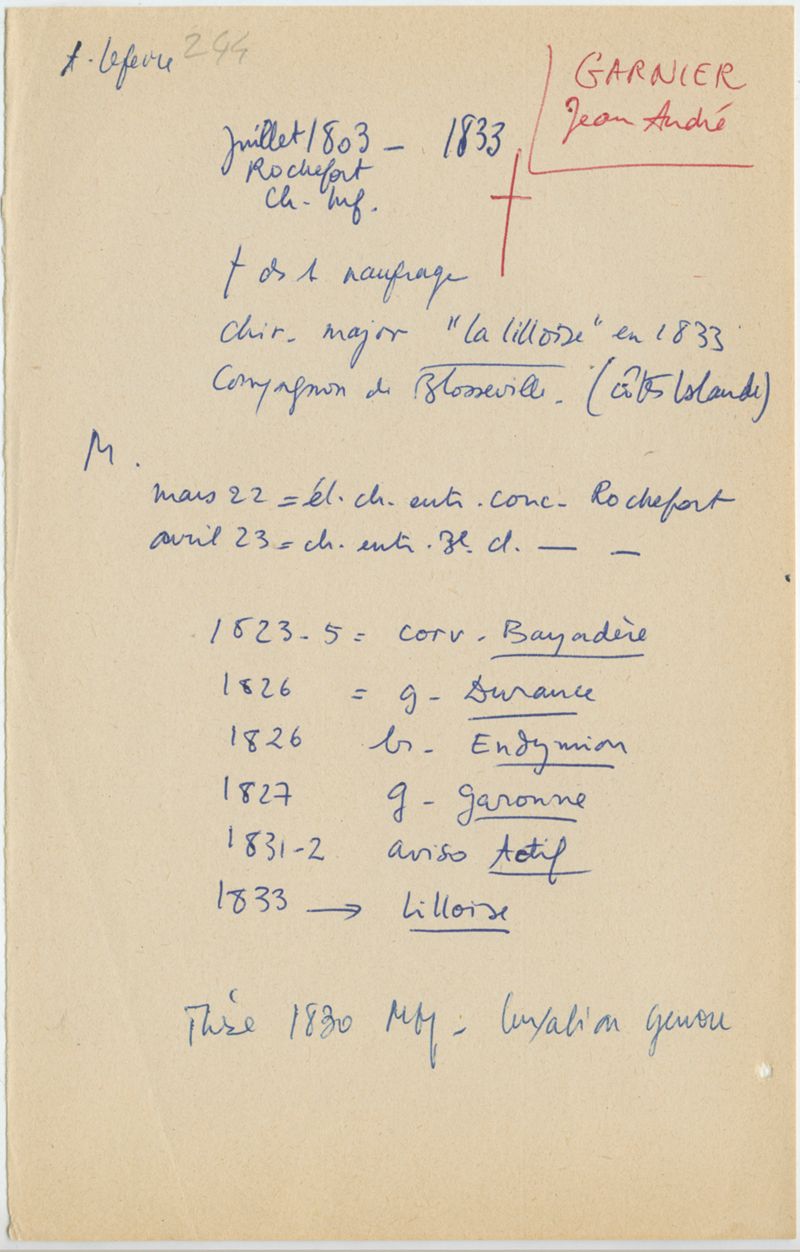 A. Lefèvre 244
GARNIER
Jean André
Juillet 1803 - 1833
Rochefort
Ch. Inf.
† ds le naufrage
chir. major "la lilloise" en 1833
Compagnon de Blosseville. (côtes Islande)
M.
mars 22 = él. ch. entr. conc. Rochefort
avril 23 = ch. entr. 3e. cl. — —
1823-5 = corv. Bayadère
1826 = g- Durance
1826 br- Endymion
1827 g- Garonne
1831-2 aviso Actif
1833 → Lilloise
Thèse 1830 - luxation genou